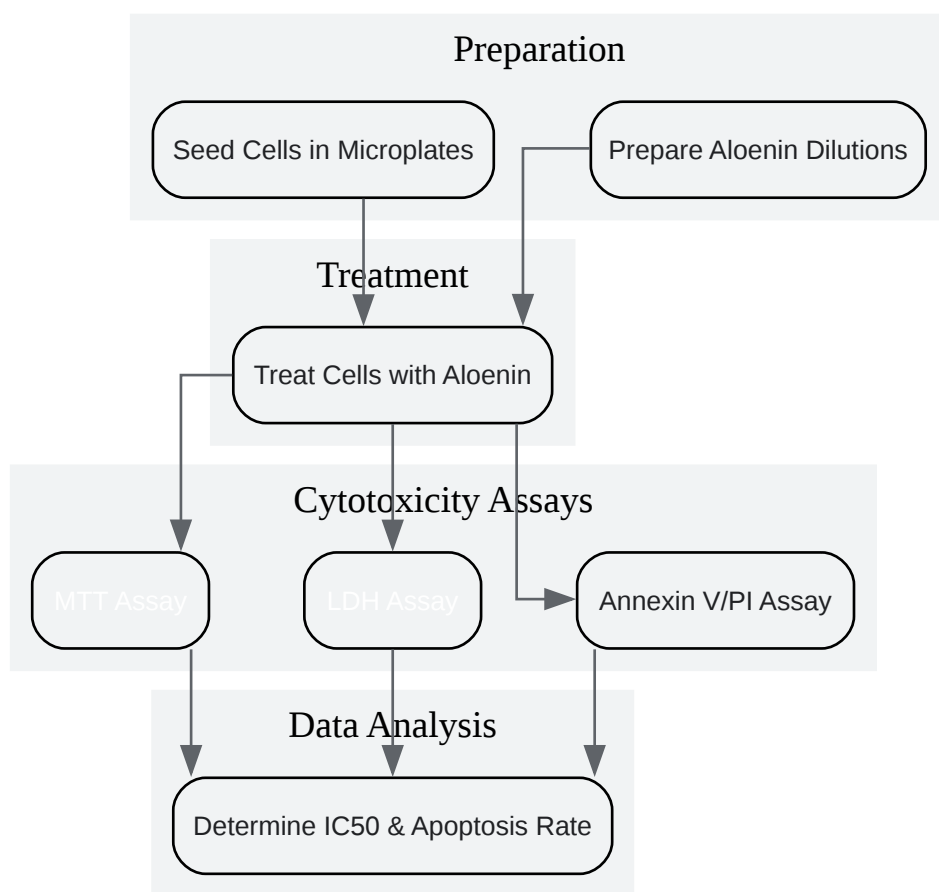 Preparation
Seed Cells in Microplates
Prepare Aloenin Dilutions
Treatment
Treat Cells with Aloenin
Cytotoxicity Assays
MTT Assay
LDH Assay
Annexin V/PI Assay
Data Analysis
Determine IC50 & Apoptosis Rate